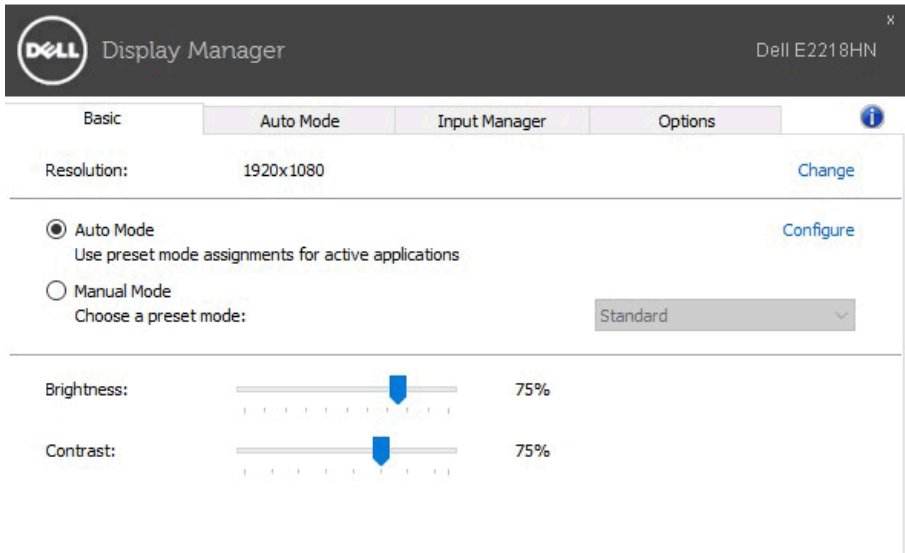 x
DELL Display Manager Dell E2218HN
Basic Auto Mode Input Manager Options i
Resolution: 1920x1080 Change
Auto Mode Configure
Use preset mode assignments for active applications
Manual Mode
Choose a preset mode: Standard
Brightness: 75%
Contrast: 75%